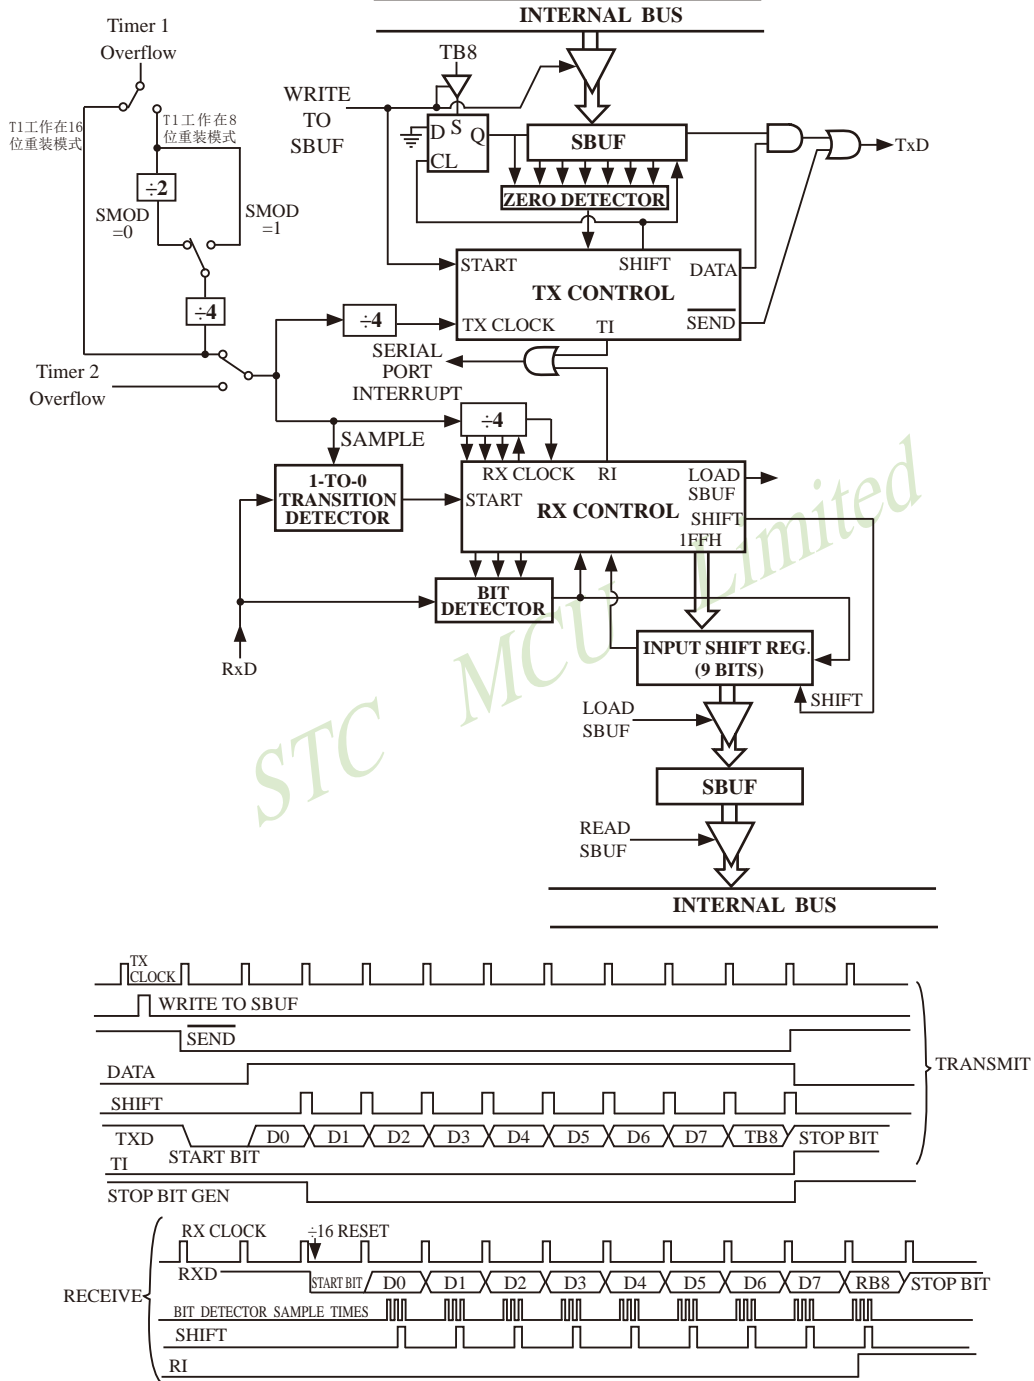 INTERNAL BUS
Timer 1
Overflow
TB8
WRITE
TO
SBUF
T1工作在16
位重装模式
T1工作在8
位重装模式
D
S
Q
CL
SBUF
TxD
÷2
ZERO DETECTOR
SMOD
=0
SMOD
=1
START
SHIFT
DATA
TX CONTROL
÷4
÷4
TX CLOCK
TI
SEND
SERIAL
PORT
INTERRUPT
Timer 2
Overflow
÷4
SAMPLE
1-TO-0
TRANSITION
DETECTOR
RX CLOCK
RI
LOAD
SBUF
START
RX CONTROL
SHIFT
1FFH
BIT
DETECTOR
RxD
INPUT SHIFT REG.
(9 BITS)
SHIFT
LOAD
SBUF
SBUF
READ
SBUF
INTERNAL BUS
STC MCU Limited
TX
CLOCK
WRITE TO SBUF
SEND
DATA
TRANSMIT
SHIFT
TXD
START BIT
D0 D1 D2 D3 D4 D5 D6 D7 TB8 STOP BIT
TI
STOP BIT GEN
RX CLOCK
÷16 RESET
RXD
START BIT D0 D1 D2 D3 D4 D5 D6 D7 RB8 STOP BIT
RECEIVE
BIT DETECTOR SAMPLE TIMES
SHIFT
RI